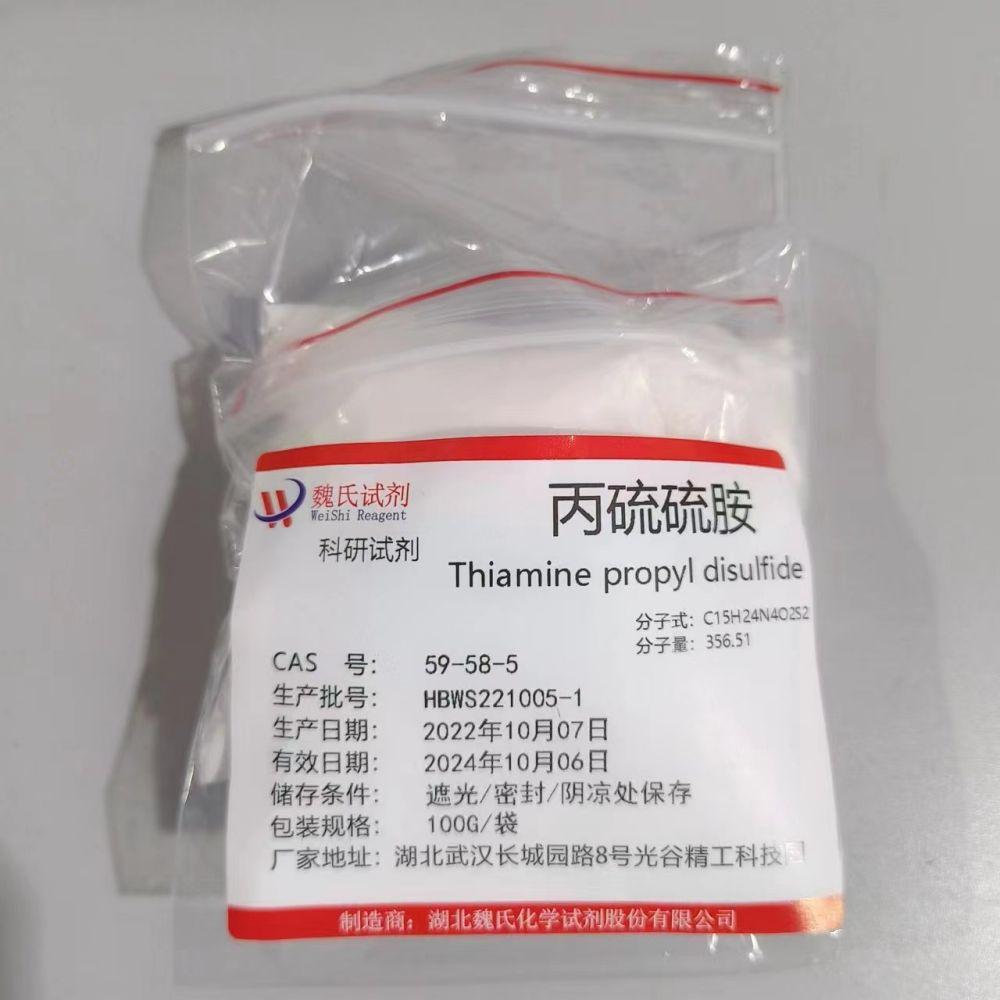 魏氏试剂
WeiShi Reagent
科研试剂
丙硫硫胺
Thiamine propyl disulfide
分子式: C15H24N4O2S2
分子量: 356.51
CAS 号: 59-58-5
生产批号: HBWS221005-1
生产日期: 2022年10月07日
有效日期: 2024年10月06日
储存条件: 遮光/密封/阴凉处保存
包装规格: 100G/袋
厂家地址: 湖北武汉长城园路8号光谷精工科技园
制造商: 湖北魏氏化学试剂股份有限公司